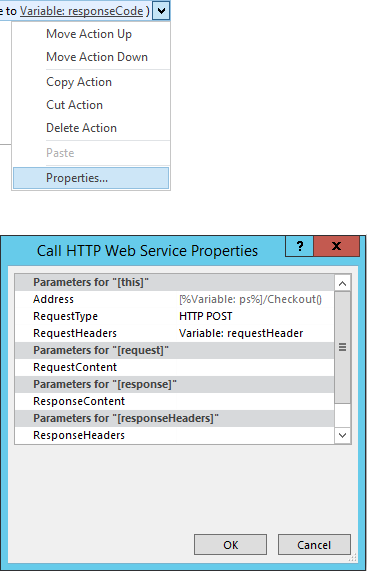 e to Variable: responseCode )
Move Action Up
Move Action Down
Copy Action
Cut Action
Delete Action
Paste
Properties...
Call HTTP Web Service Properties
? x
Parameters for "[this]"
Address [%Variable: ps%]/Checkout()
RequestType HTTP POST
RequestHeaders Variable: requestHeader
Parameters for "[request]"
RequestContent
Parameters for "[response]"
ResponseContent
Parameters for "[responseHeaders]"
ResponseHeaders
OK Cancel